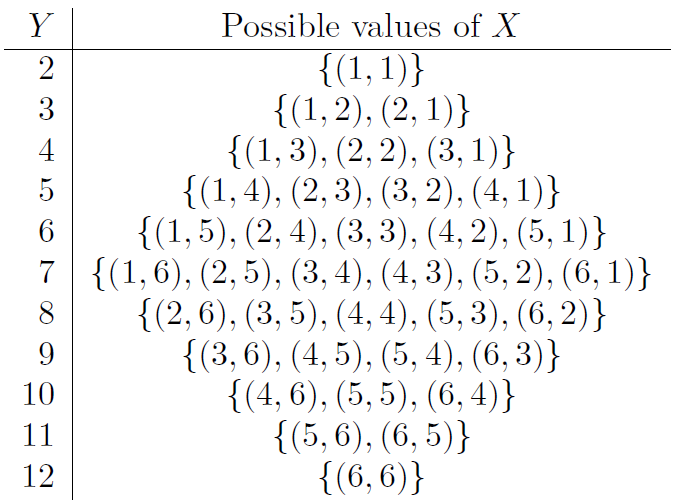 Y Possible values of X
2 {(1, 1)}
3 {(1, 2), (2, 1)}
4 {(1, 3), (2, 2), (3, 1)}
5 {(1, 4), (2, 3), (3, 2), (4, 1)}
6 {(1, 5), (2, 4), (3, 3), (4, 2), (5, 1)}
7 {(1, 6), (2, 5), (3, 4), (4, 3), (5, 2), (6, 1)}
8 {(2, 6), (3, 5), (4, 4), (5, 3), (6, 2)}
9 {(3, 6), (4, 5), (5, 4), (6, 3)}
10 {(4, 6), (5, 5), (6, 4)}
11 {(5, 6), (6, 5)}
12 {(6, 6)}